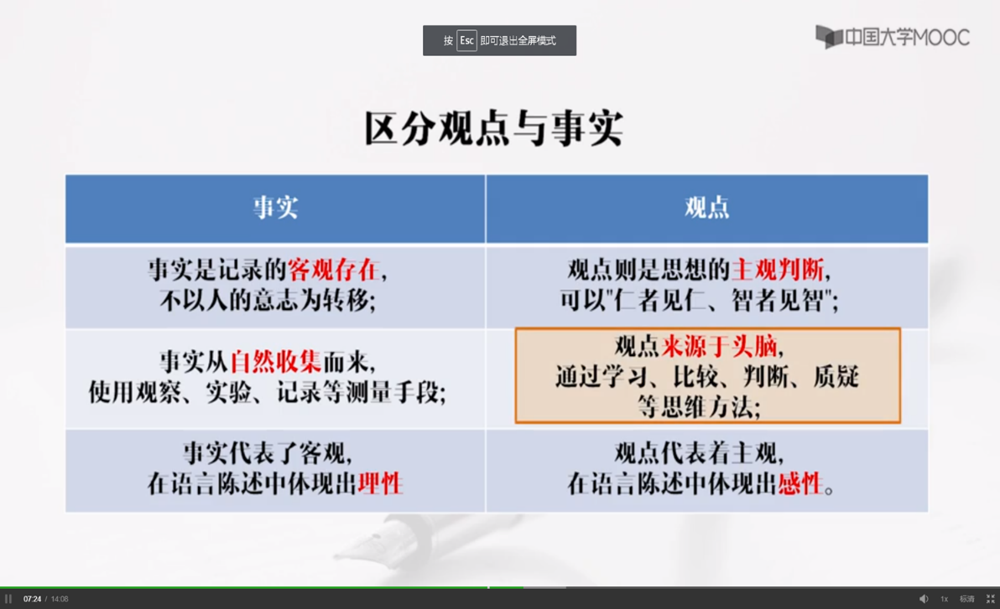 按 Esc 即可退出全屏模式
中国大学MOOC
区分观点与事实
事实
观点
事实是记录的客观存在,
不以人的意志为转移;
观点则是思想的主观判断,
可以"仁者见仁、智者见智";
事实从自然收集而来,
使用观察、实验、记录等测量手段;
观点来源于头脑,
通过学习、比较、判断、质疑
等思维方法;
事实代表了客观,
在语言陈述中体现出理性
观点代表着主观,
在语言陈述中体现出感性。
07:24 / 14:08
1x
标清